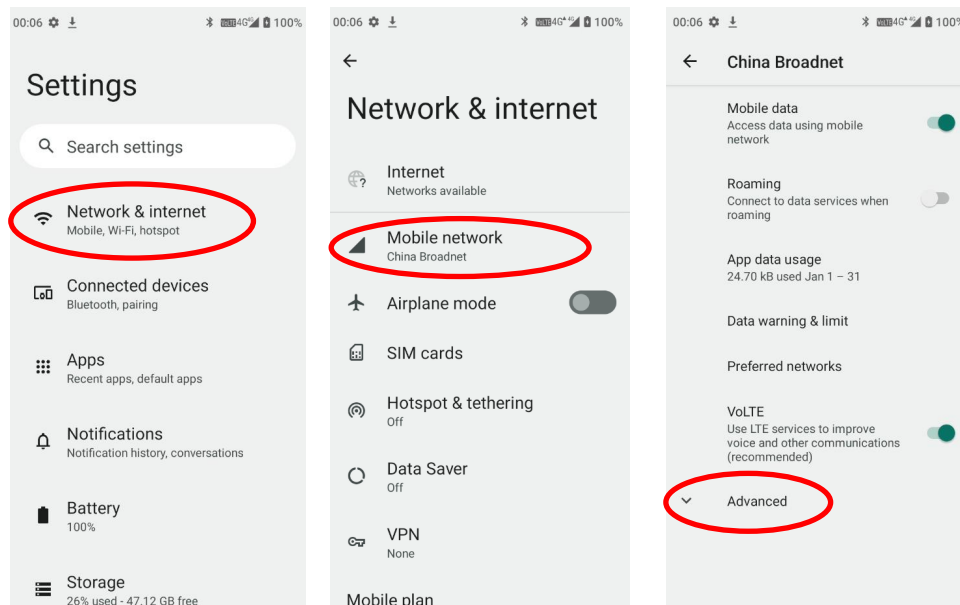 00:06
4G 100%
Settings
Search settings
Network & internet
Mobile, Wi-Fi, hotspot
Connected devices
Bluetooth, pairing
Apps
Recent apps, default apps
Notifications
Notification history, conversations
Battery
100%
Storage
26% used - 47.12 GB free
00:06
4G 100%
Network & internet
Internet
Networks available
Mobile network
China Broadnet
Airplane mode
SIM cards
Hotspot & tethering
Off
Data Saver
Off
VPN
None
Mobile plan
00:06
4G 100%
China Broadnet
Mobile data
Access data using mobile
network
Roaming
Connect to data services when
roaming
App data usage
24.70 kB used Jan 1 – 31
Data warning & limit
Preferred networks
VoLTE
Use LTE services to improve
voice and other communications
(recommended)
Advanced